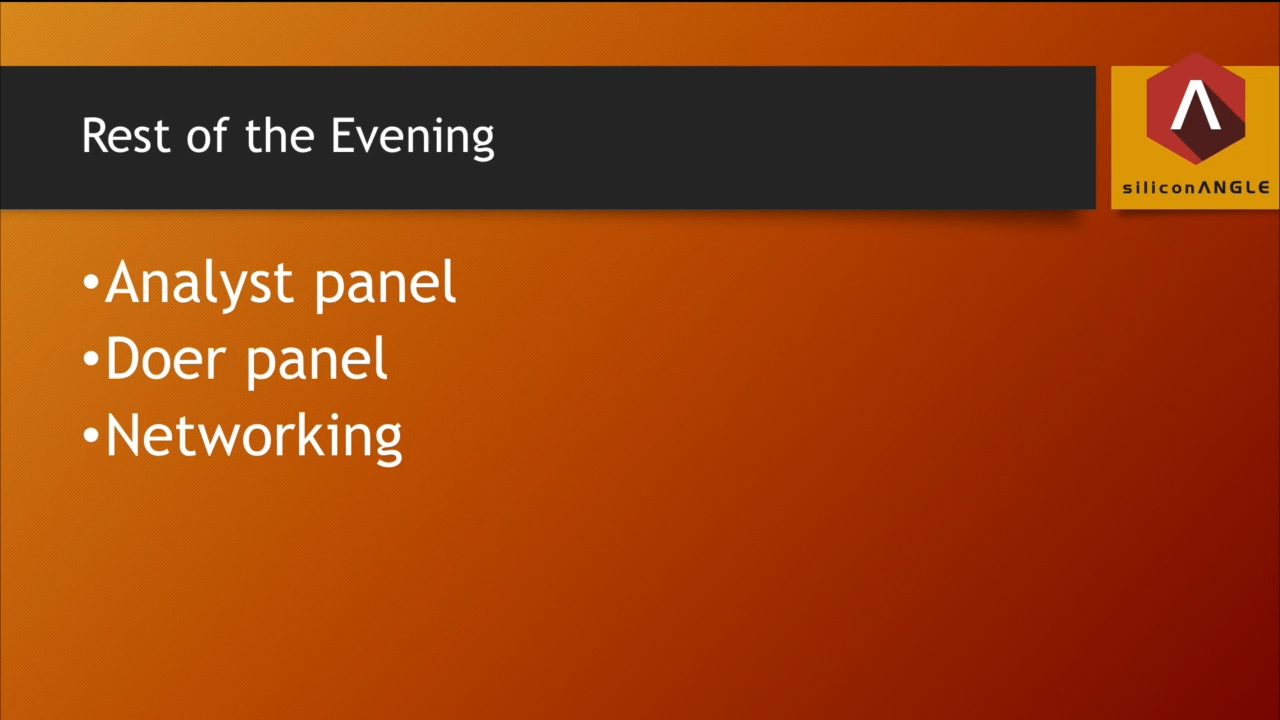 Rest of the Evening
siliconANGLE
•Analyst panel
•Doer panel
•Networking